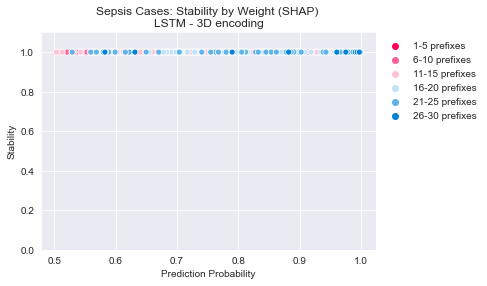 Sepsis Cases: Stability by Weight (SHAP)
LSTM - 3D encoding
1.0
0.8
0.6
0.4
0.2
0.0
Stability
0.5 0.6 0.7 0.8 0.9 1.0
Prediction Probability
1-5 prefixes
6-10 prefixes
11-15 prefixes
16-20 prefixes
21-25 prefixes
26-30 prefixes